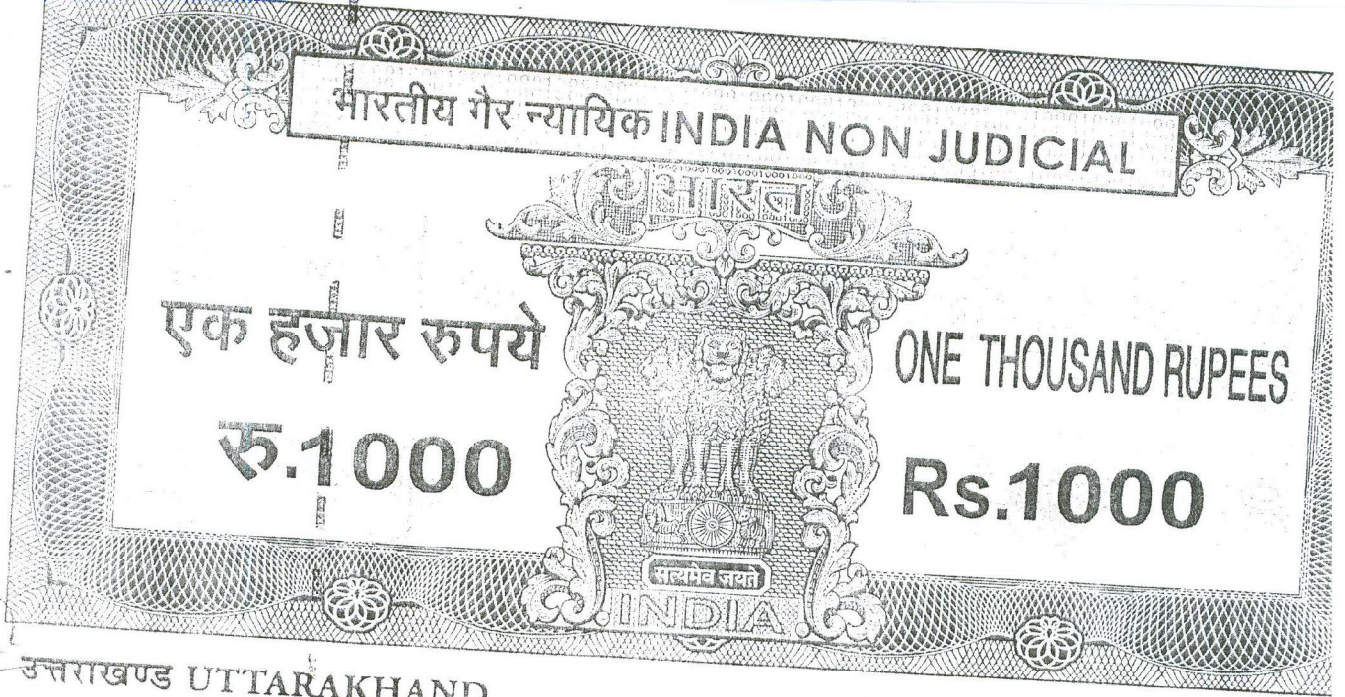 भारतीय गैर न्यायिक INDIA NON JUDICIAL
भारत
एक हज़ार रुपये
ONE THOUSAND RUPEES
रु.1000
Rs.1000
सत्यमेव जयते
INDIA
उत्तराखण्ड UTTARAKHAND